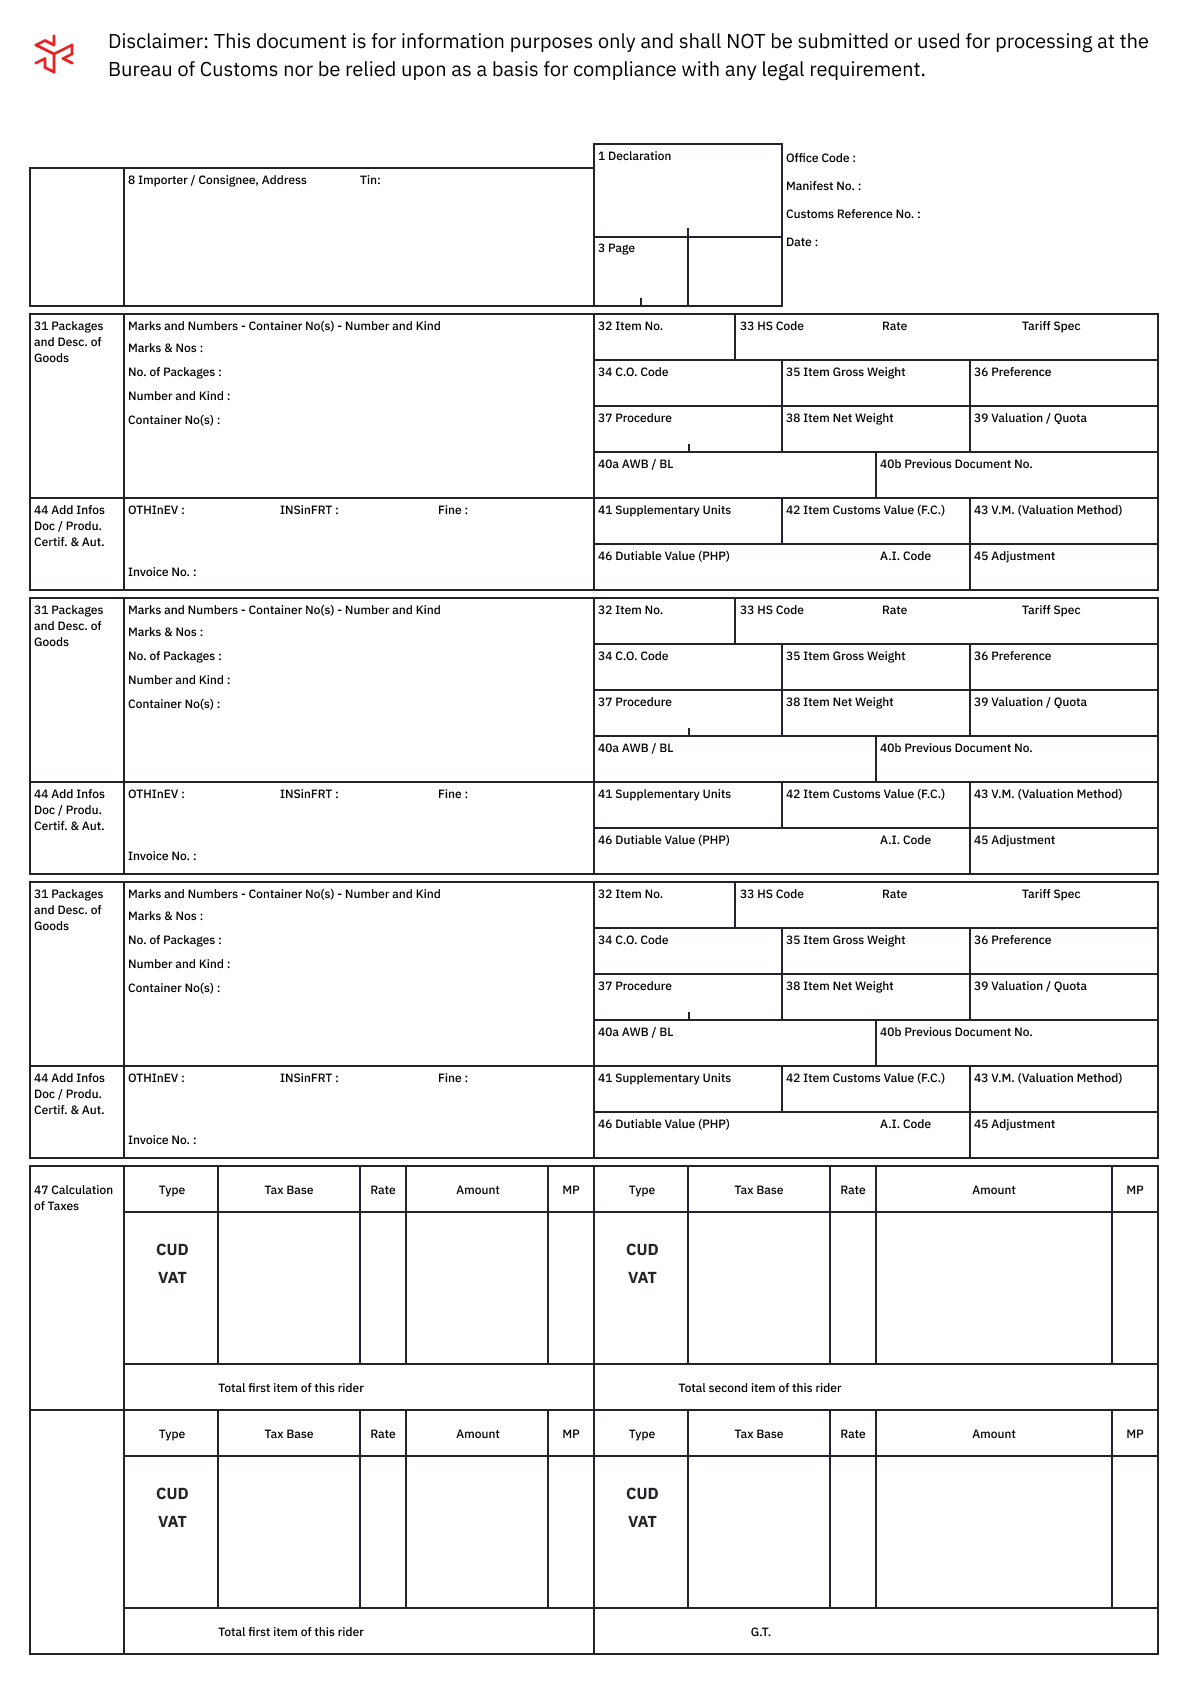 Disclaimer: This document is for information purposes only and shall NOT be submitted or used for processing at the
Bureau of Customs nor be relied upon as a basis for compliance with any legal requirement.
1 Declaration
Office Code :
8 Importer / Consignee, Address Tin:
Manifest No. :
Customs Reference No. :
3 Page
Date :
31 Packages
and Desc. of
Goods
Marks and Numbers - Container No(s) - Number and Kind
Marks & Nos :
No. of Packages :
Number and Kind :
Container No(s) :
32 Item No. 33 HS Code Rate Tariff Spec
34 C.O. Code 35 Item Gross Weight 36 Preference
37 Procedure 38 Item Net Weight 39 Valuation / Quota
40a AWB / BL 40b Previous Document No.
44 Add Infos
Doc / Produ.
Certif. & Aut.
OTHInEV : INSinFRT : Fine :
Invoice No. :
41 Supplementary Units 42 Item Customs Value (F.C.) 43 V.M. (Valuation Method)
46 Dutiable Value (PHP) A.I. Code 45 Adjustment
31 Packages
and Desc. of
Goods
Marks and Numbers - Container No(s) - Number and Kind
Marks & Nos :
No. of Packages :
Number and Kind :
Container No(s) :
32 Item No. 33 HS Code Rate Tariff Spec
34 C.O. Code 35 Item Gross Weight 36 Preference
37 Procedure 38 Item Net Weight 39 Valuation / Quota
40a AWB / BL 40b Previous Document No.
44 Add Infos
Doc / Produ.
Certif. & Aut.
OTHInEV : INSinFRT : Fine :
Invoice No. :
41 Supplementary Units 42 Item Customs Value (F.C.) 43 V.M. (Valuation Method)
46 Dutiable Value (PHP) A.I. Code 45 Adjustment
31 Packages
and Desc. of
Goods
Marks and Numbers - Container No(s) - Number and Kind
Marks & Nos :
No. of Packages :
Number and Kind :
Container No(s) :
32 Item No. 33 HS Code Rate Tariff Spec
34 C.O. Code 35 Item Gross Weight 36 Preference
37 Procedure 38 Item Net Weight 39 Valuation / Quota
40a AWB / BL 40b Previous Document No.
44 Add Infos
Doc / Produ.
Certif. & Aut.
OTHInEV : INSinFRT : Fine :
Invoice No. :
41 Supplementary Units 42 Item Customs Value (F.C.) 43 V.M. (Valuation Method)
46 Dutiable Value (PHP) A.I. Code 45 Adjustment
47 Calculation
of Taxes
Type Tax Base Rate Amount MP Type Tax Base Rate Amount MP
CUD CUD
VAT VAT
Total first item of this rider Total second item of this rider
Type Tax Base Rate Amount MP Type Tax Base Rate Amount MP
CUD CUD
VAT VAT
Total first item of this rider G.T.